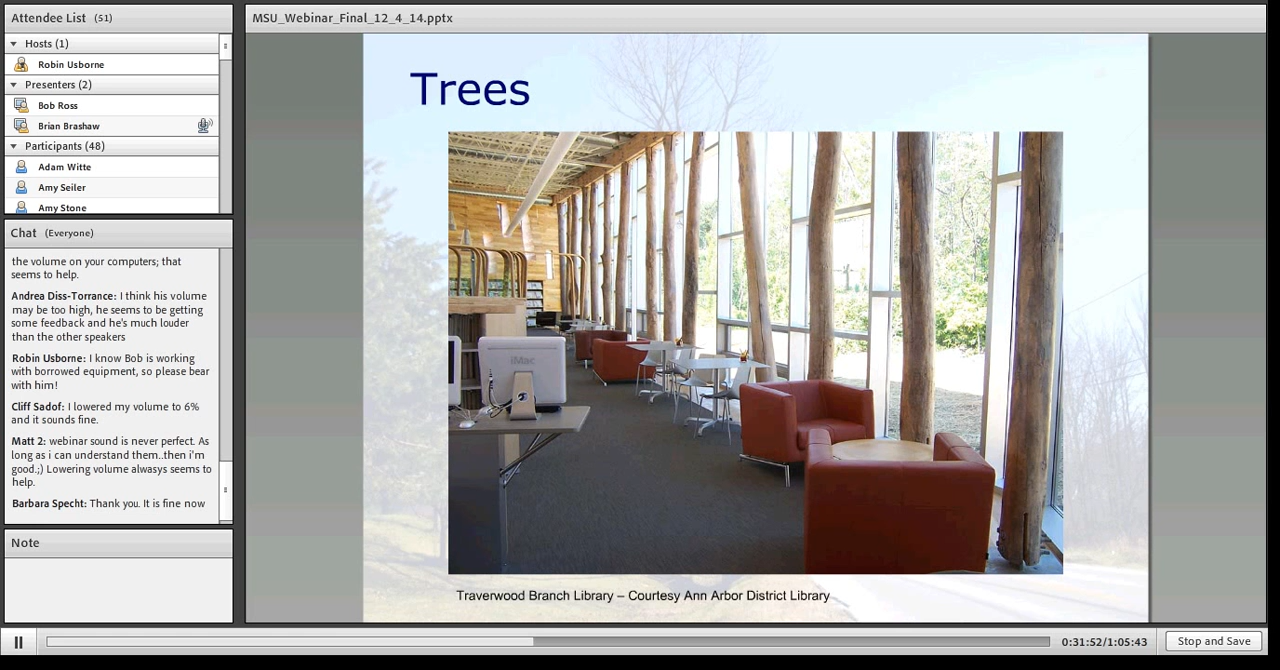 Attendee List (51)
Hosts (1)
Robin Usborne
Presenters (2)
Bob Ross
Brian Brashaw
Participants (48)
Adam Witte
Amy Seiler
Amy Stone
Chat (Everyone)
the volume on your computers; that
seems to help.
Andrea Diss-Torrance: I think his volume
may be too high, he seems to be getting
some feedback and he's much louder
than the other speakers
Robin Usborne: I know Bob is working
with borrowed equipment, so please bear
with him!
Cliff Sadof: I lowered my volume to 6%
and it sounds fine.
Matt 2: webinar sound is never perfect. As
long as i can understand them..then i'm
good.;) Lowering volume alwasys seems to
help.
Barbara Specht: Thank you. It is fine now
Note
MSU_Webinar_Final_12_4_14.pptx
Trees
iMac
Traverwood Branch Library – Courtesy Ann Arbor District Library
0:31:52/1:05:43
Stop and Save